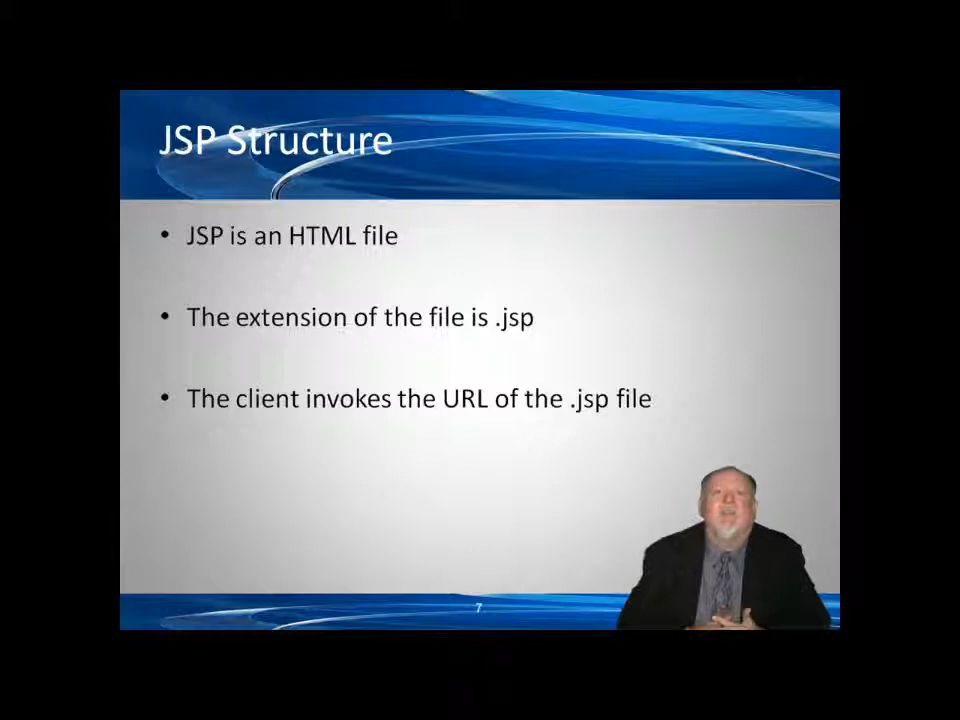 JSP Structure
• JSP is an HTML file
• The extension of the file is .jsp
• The client invokes the URL of the .jsp file
7